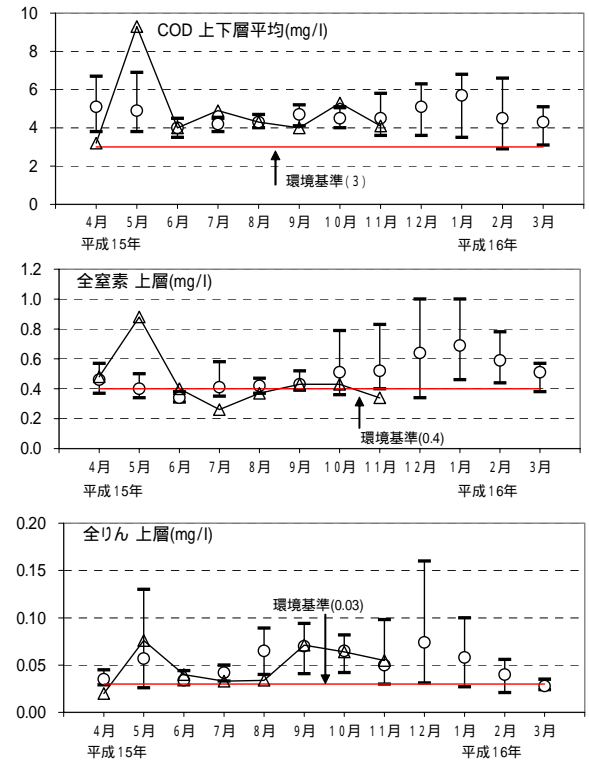 COD 上下層平均(mg/l)
10
8
6
4
2
0
環境基準(3)
4月 5月 6月 7月 8月 9月 10月 11月 12月 1月 2月 3月
平成15年 平成16年
全窒素 上層(mg/l)
1.2
1.0
0.8
0.6
0.4
0.2
0.0
環境基準(0.4)
4月 5月 6月 7月 8月 9月 10月 11月 12月 1月 2月 3月
平成15年 平成16年
全りん 上層(mg/l)
0.20
0.15
0.10
0.05
0.00
環境基準(0.03)
4月 5月 6月 7月 8月 9月 10月 11月 12月 1月 2月 3月
平成15年 平成16年